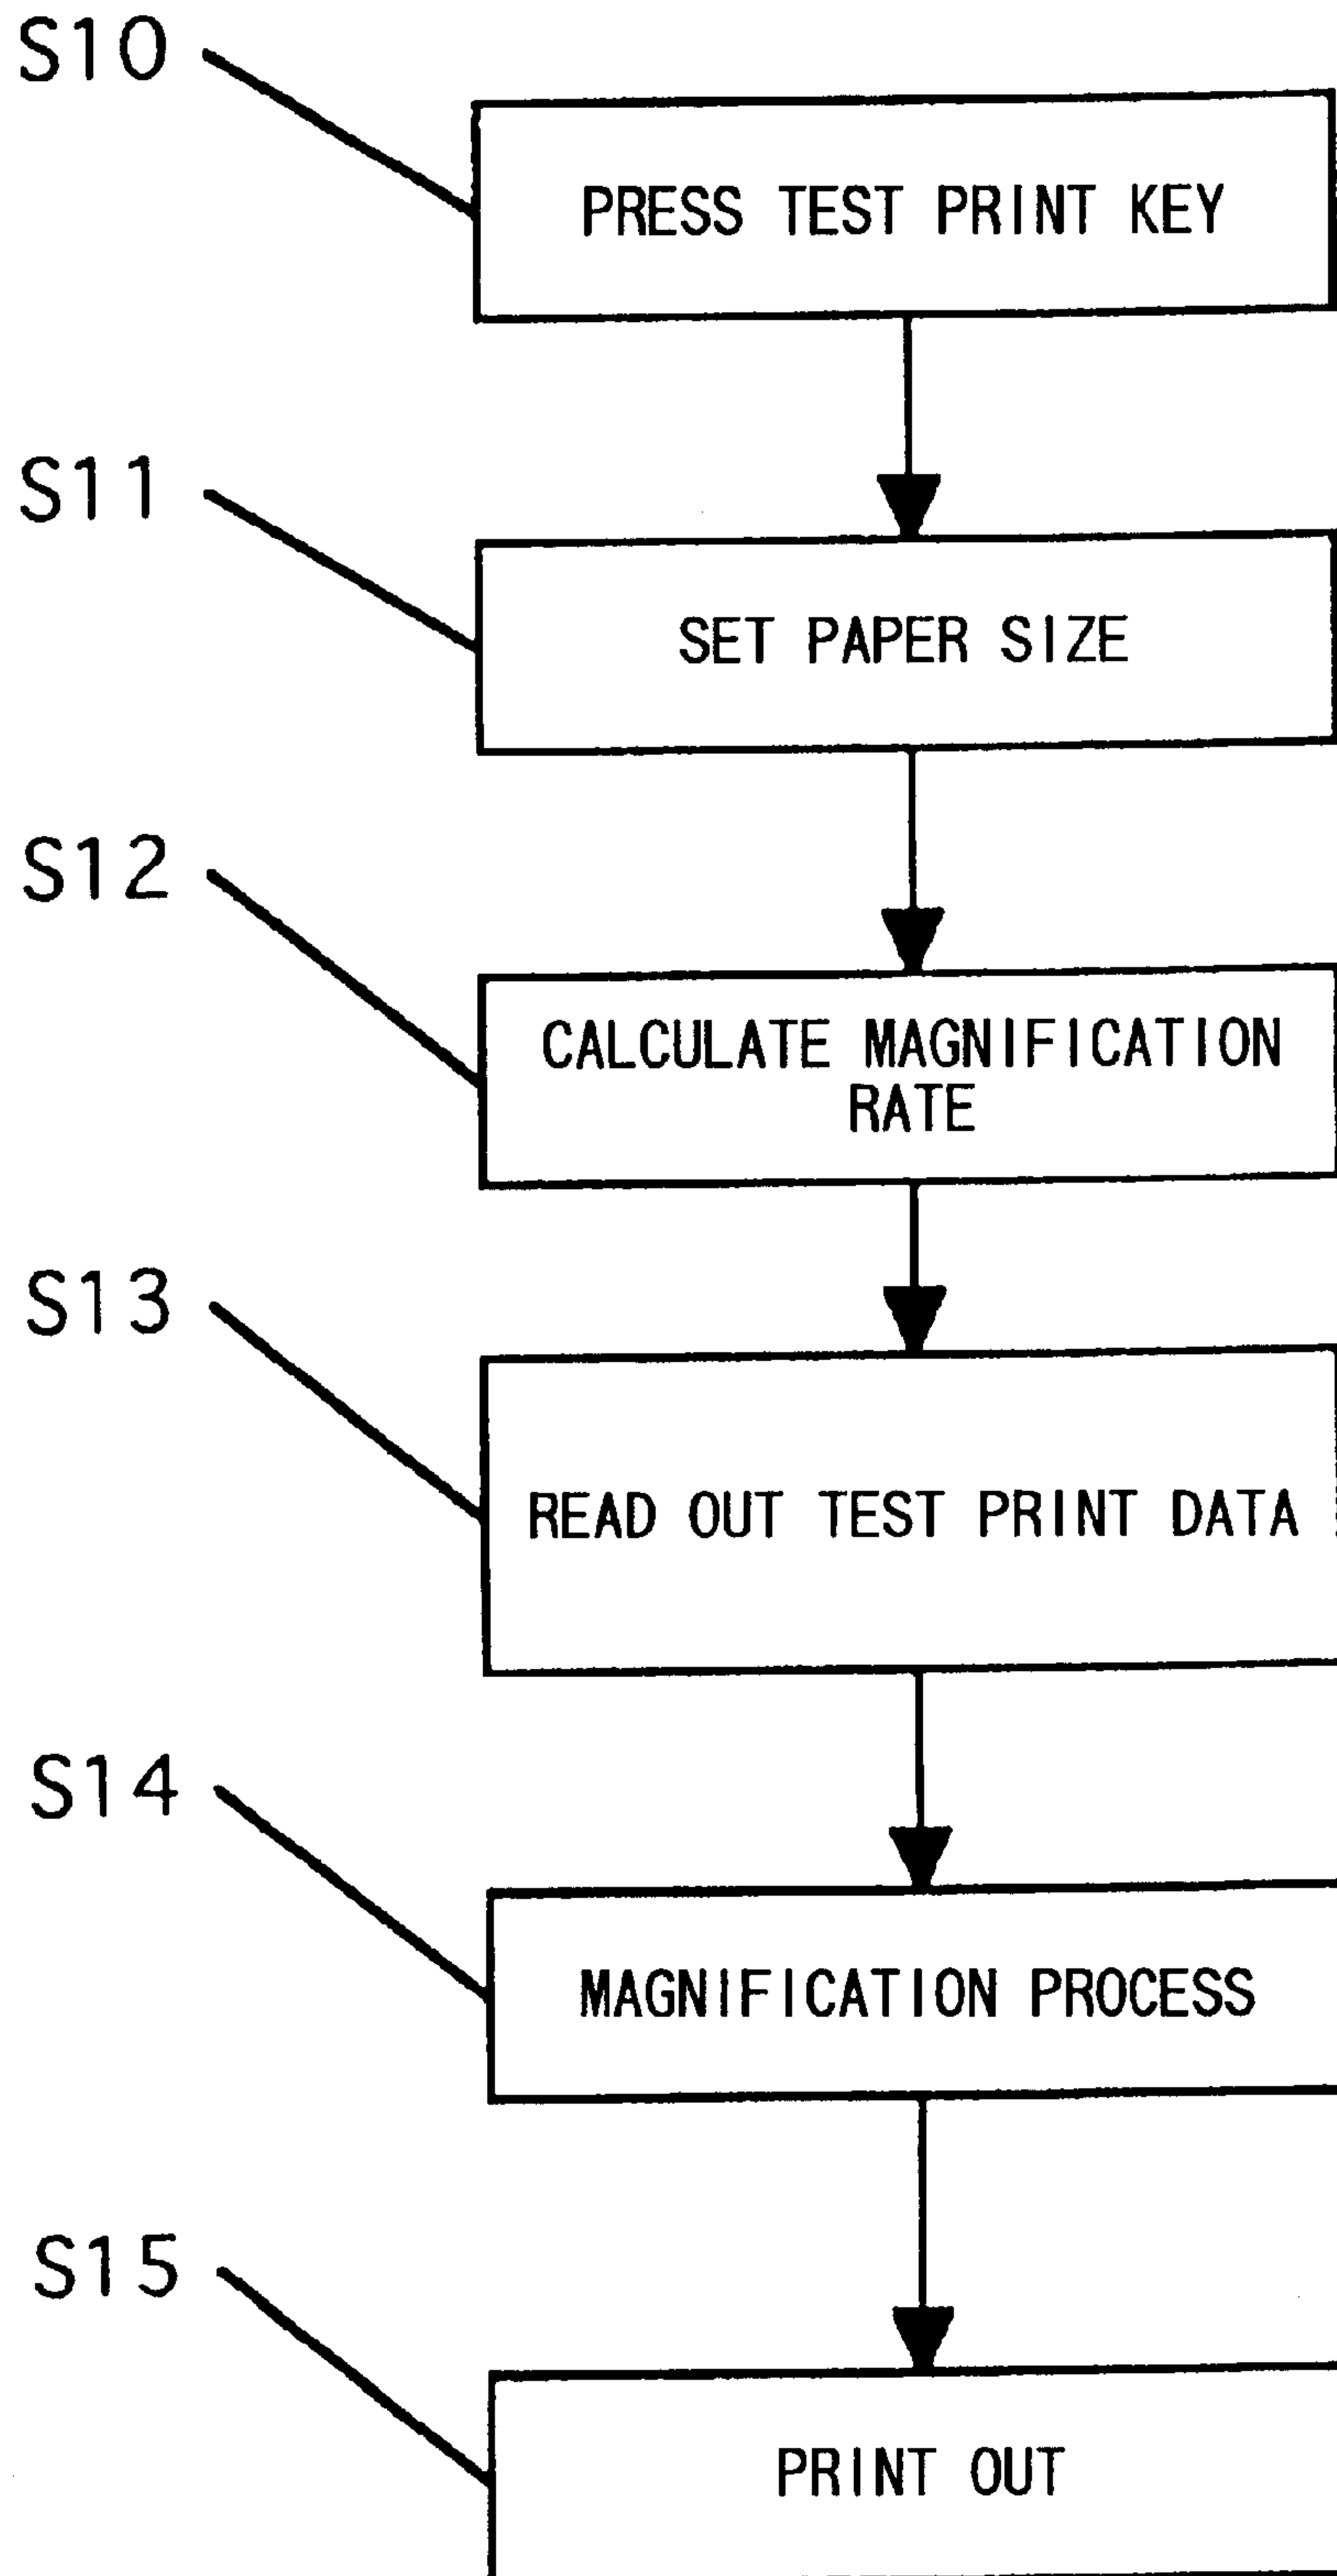 S10
PRESS TEST PRINT KEY
S11
SET PAPER SIZE
S12
CALCULATE MAGNIFICATION
RATE
S13
READ OUT TEST PRINT DATA
S14
MAGNIFICATION PROCESS
S15
PRINT OUT